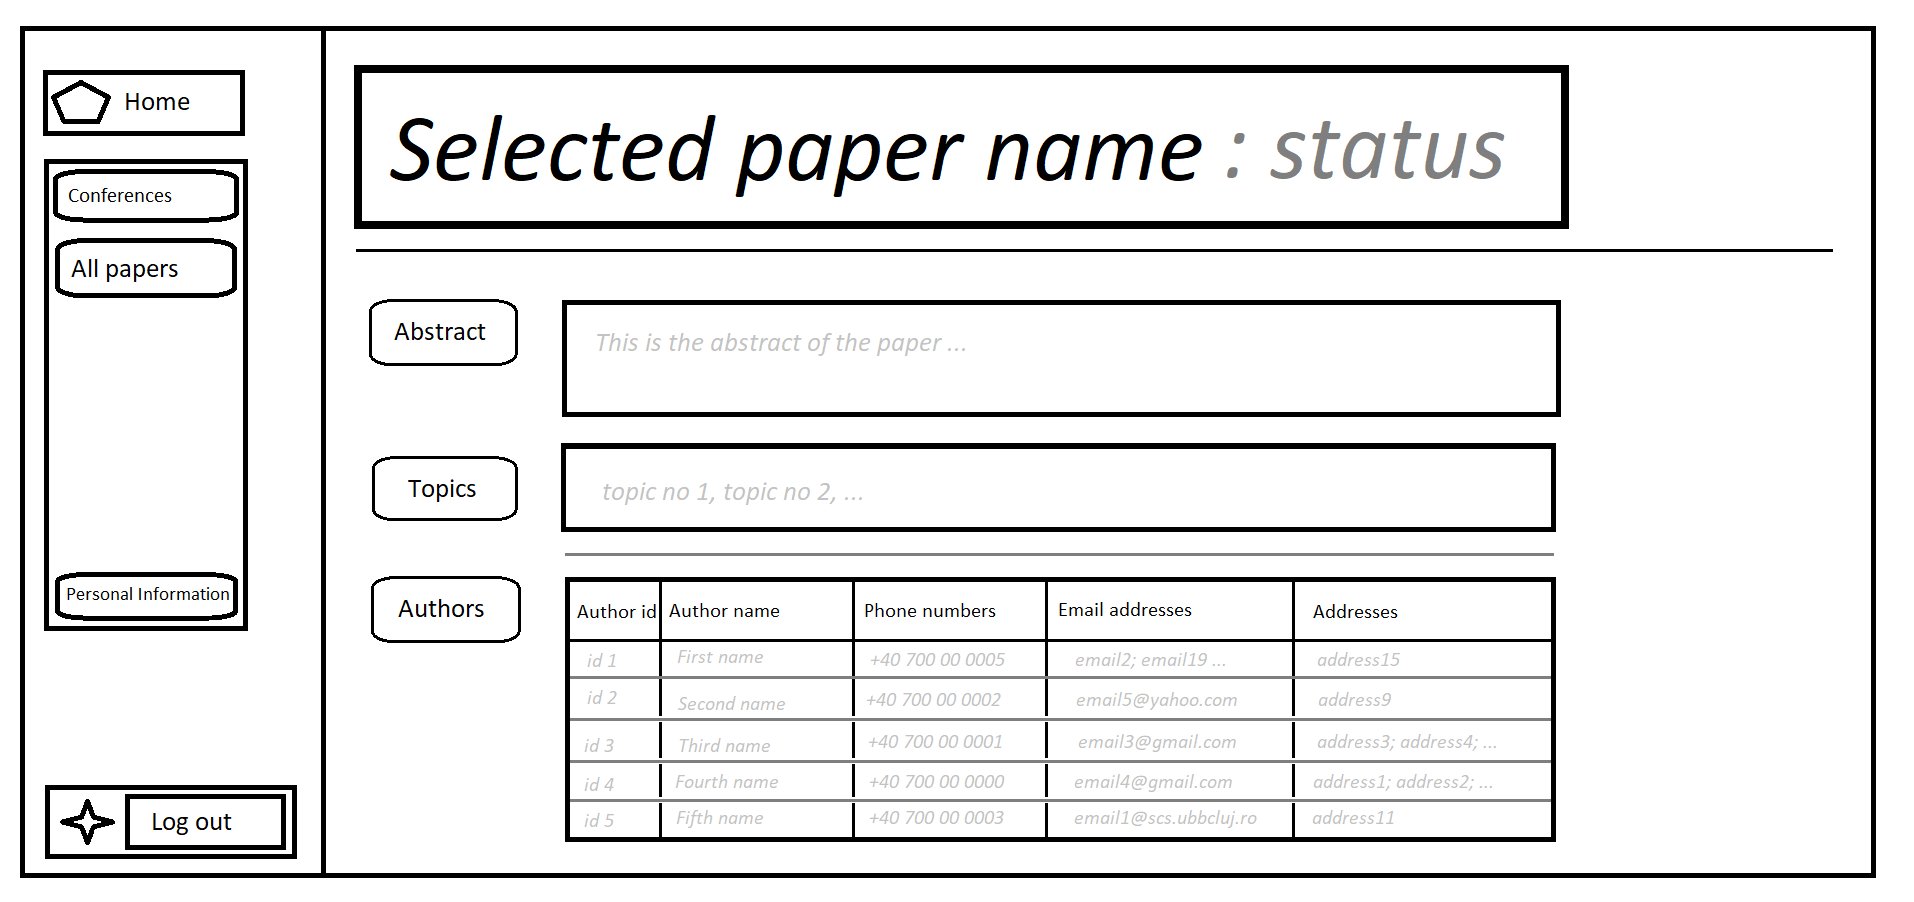 Home
Conferences
All papers
Personal Information
Log out
Selected paper name : status
Abstract
This is the abstract of the paper ...
Topics
topic no 1, topic no 2, ...
Authors
Author id Author name Phone numbers Email addresses Addresses
id 1 First name +40 700 00 0005 email2; email19 ... address15
id 2 Second name +40 700 00 0002 email5@yahoo.com address9
id 3 Third name +40 700 00 0001 email3@gmail.com address3; address4; ...
id 4 Fourth name +40 700 00 0000 email4@gmail.com address1; address2; ...
id 5 Fifth name +40 700 00 0003 email1@scs.ubbcluj.ro address11